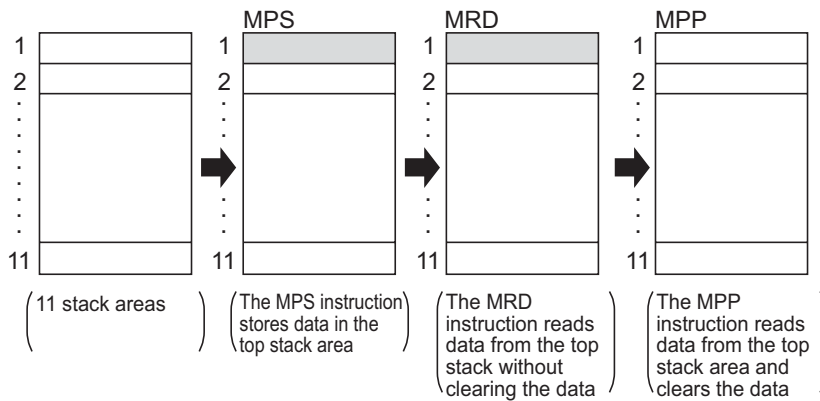 MPS MRD MPP
1 1 1 1
2 2 2 2
11 11 11 11
(11 stack areas)
(The MPS instruction
stores data in the
top stack area)
(The MRD
instruction reads
data from the top
stack without
clearing the data)
(The MPP
instruction reads
data from the top
stack area and
clears the data)